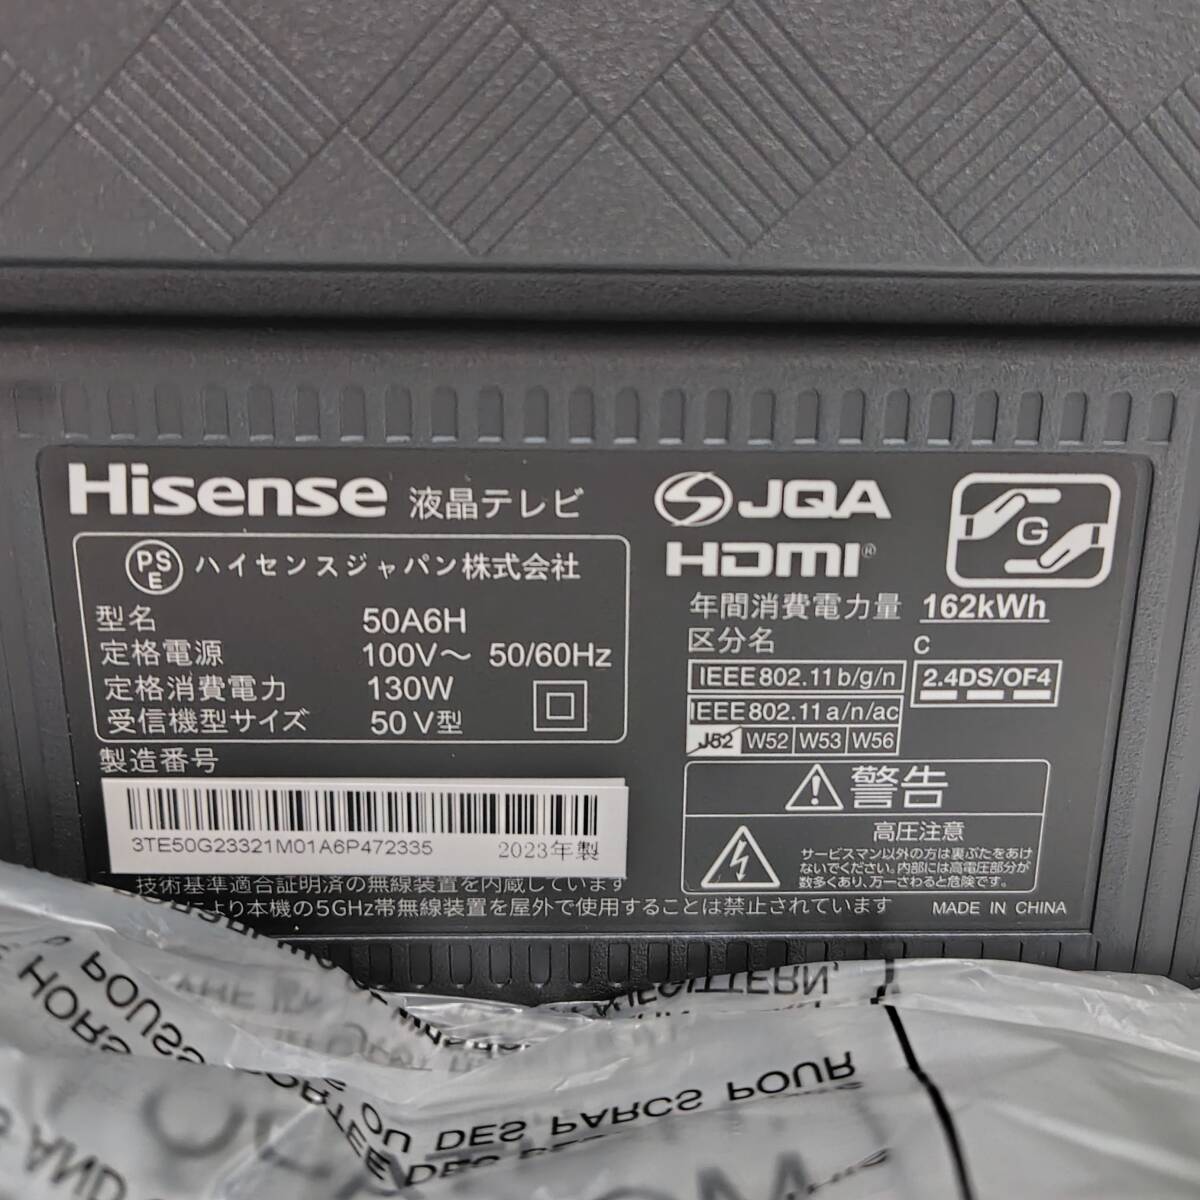 Hisense 液晶テレビ
PSE ハイセンスジャパン株式会社
型名 50A6H
定格電源 100V～ 50/60Hz
定格消費電力 130W
受信機型サイズ 50V型
製造番号
3TE50G23321M01A6P472335 2023年製
技術基準適合証明済の無線装置を内蔵しています
により本機の5GHz帯無線装置を屋外で使用することは禁止されています
JQA
HDMI®
G
年間消費電力量 162kWh
区分名 C
IEEE802.11b/g/n 2.4DS/OF4
IEEE802.11a/n/ac
J52 W52 W53 W56
警告
高圧注意
サービスマン以外の方は裏ぶたをあけ
ないでください。内部には高電圧部分が
数多くあり、万一さわると危険です。
MADE IN CHINA
HORS
POUSS
DES PARCS POUR
AND